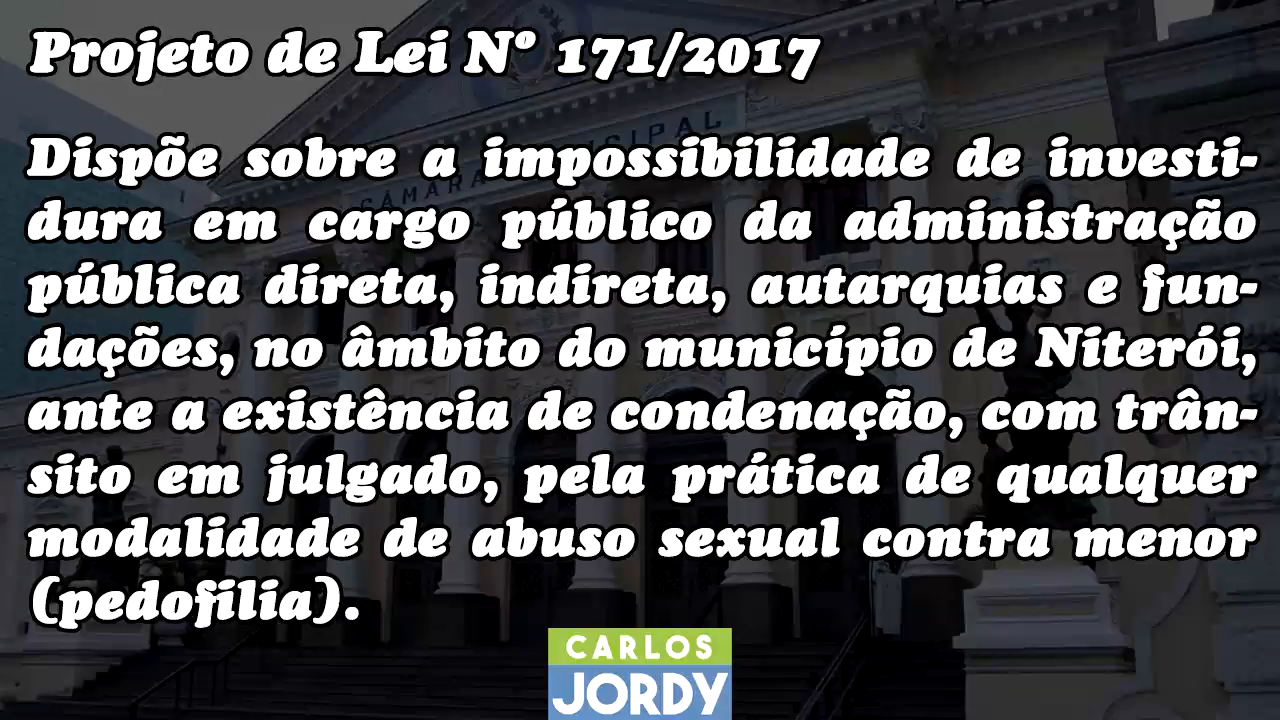 Projeto de Lei Nº 171/2017
Dispõe sobre a impossibilidade de investi-
dura em cargo público da administração
pública direta, indireta, autarquias e fun-
dações, no âmbito do município de Niterói,
ante a existência de condenação, com trân-
sito em julgado, pela prática de qualquer
modalidade de abuso sexual contra menor
(pedofilia).
CÂMARA MUNICIPAL
CARLOS
JORDY